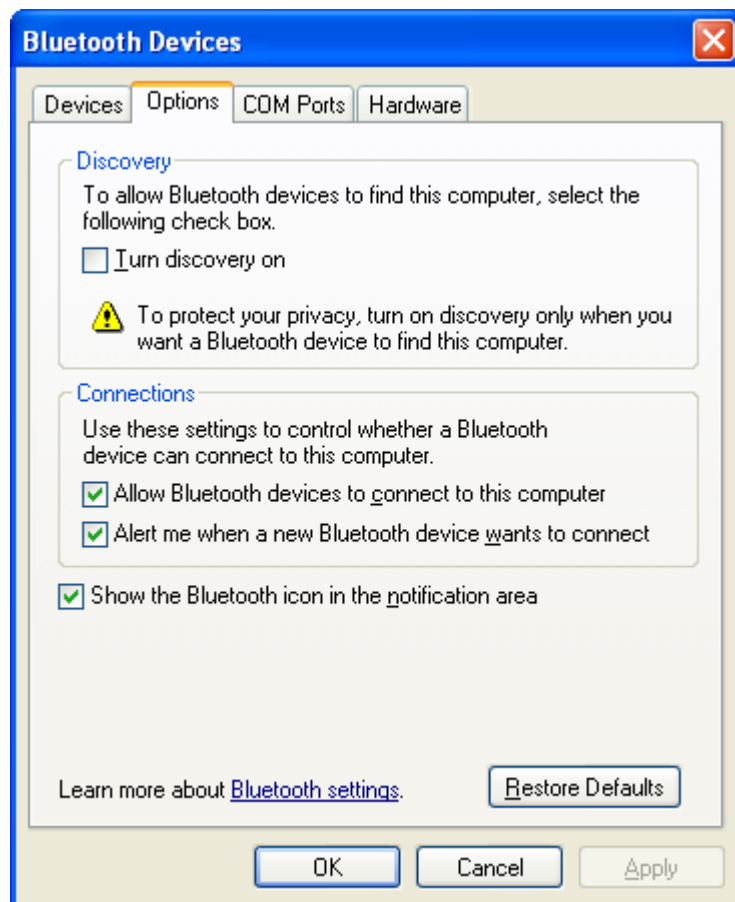 Bluetooth Devices
Devices Options COM Ports Hardware
Discovery
To allow Bluetooth devices to find this computer, select the
following check box.
Turn discovery on
To protect your privacy, turn on discovery only when you
want a Bluetooth device to find this computer.
Connections
Use these settings to control whether a Bluetooth
device can connect to this computer.
Allow Bluetooth devices to connect to this computer
Alert me when a new Bluetooth device wants to connect
Show the Bluetooth icon in the notification area
Learn more about Bluetooth settings. Restore Defaults
OK Cancel Apply